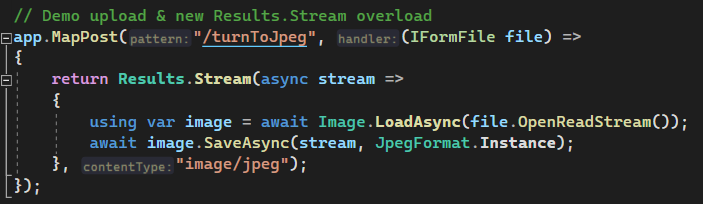 // Demo upload & new Results.Stream overload
app.MapPost(pattern:"/turnToJpeg", handler:(IFormFile file) =>
{
    return Results.Stream(async stream =>
    {
        using var image = await Image.LoadAsync(file.OpenReadStream());
        await image.SaveAsync(stream, JpegFormat.Instance);
    }, contentType:"image/jpeg");
});